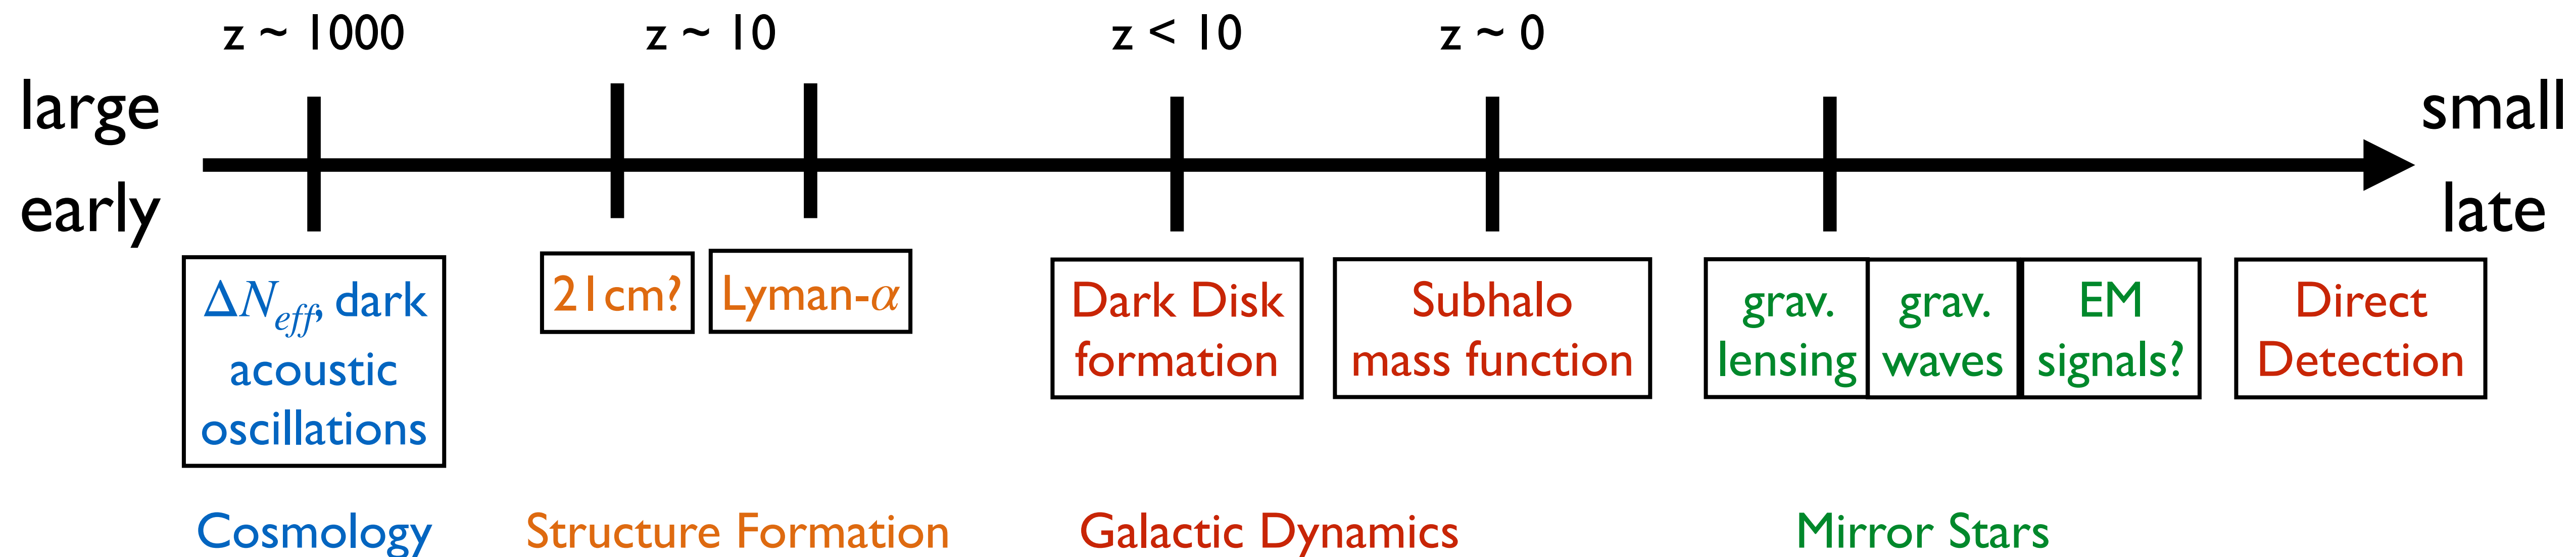 z ~ 1000
z ~ 10
z < 10
z ~ 0
large
early
small
late
ΔN_eff, dark
acoustic
oscillations
21cm?
Lyman-α
Dark Disk
formation
Subhalo
mass function
grav.
lensing
grav.
waves
EM
signals?
Direct
Detection
Cosmology
Structure Formation
Galactic Dynamics
Mirror Stars